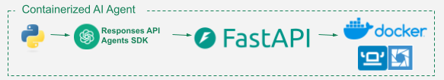 Containerized AI Agent
Responses API
Agents SDK
FastAPI
docker